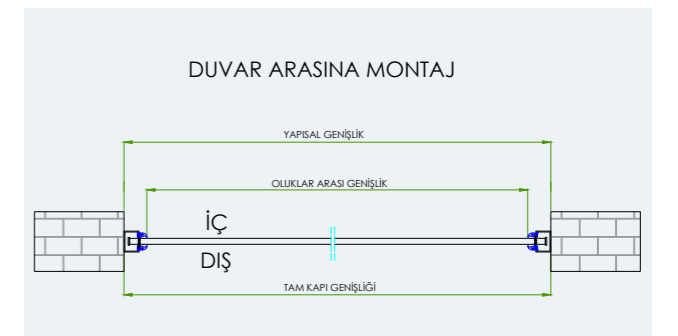 DUVAR ARASINA MONTAJ
YAPISAL GENİŞLİK
OLUKLAR ARASI GENİŞLİK
İÇ
DIŞ
TAM KAPI GENİŞLİĞİ